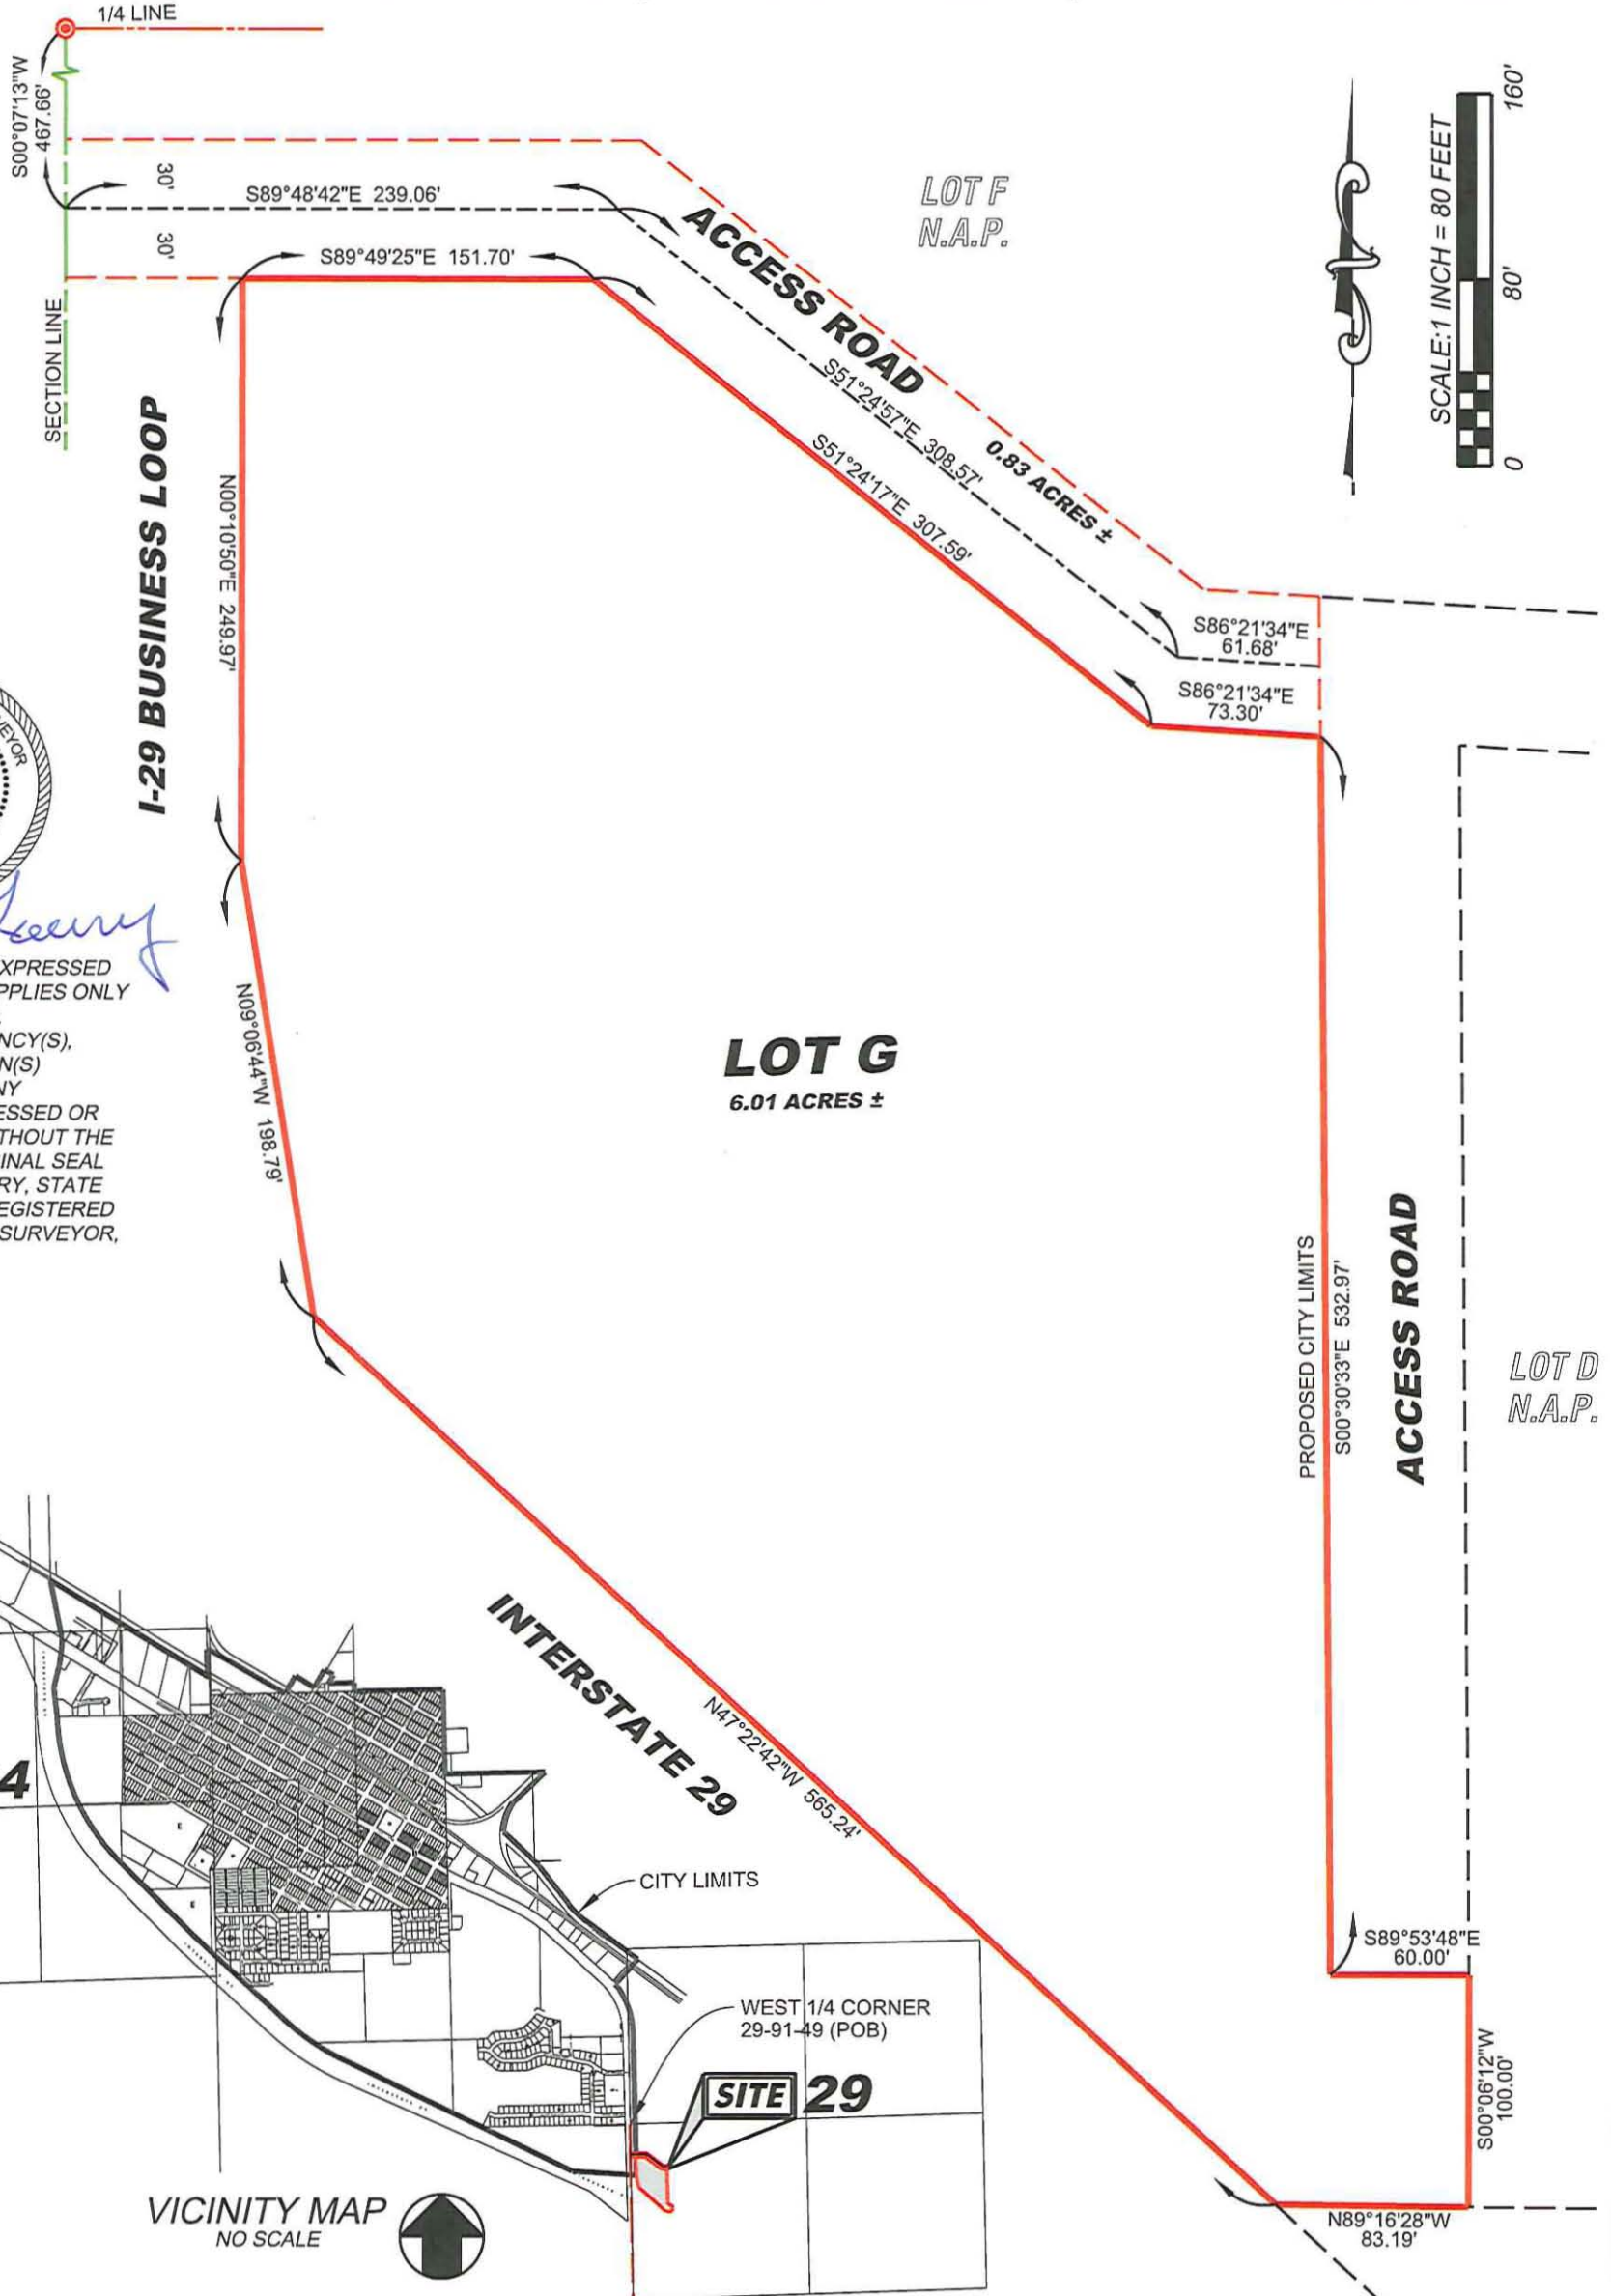 1/4 LINE
S00°07'13"W
467.66'
30'
S89°48'42"E 239.06'
30'
S89°49'25"E 151.70'
SECTION LINE
LOT F
N.A.P.
ACCESS ROAD
S51°24'57"E 308.57'
0.83 ACRES ±
S51°24'17"E 307.59'
SCALE:1 INCH = 80 FEET
160'
80'
0
I-29 BUSINESS LOOP
N00°10'50"E 249.97'
S86°21'34"E
61.68'
S86°21'34"E
73.30'
XPRESSED
PPLIES ONLY
NCY(S),
N(S)
NY
ESSED OR
THOUT THE
INAL SEAL
RY, STATE
EGISTERED
SURVEYOR,
N09°06'44"W 198.79'
LOT G
6.01 ACRES ±
PROPOSED CITY LIMITS
S00°30'33"E 532.97'
ACCESS ROAD
LOT D
N.A.P.
INTERSTATE 29
N47°22'42"W 565.24'
4
CITY LIMITS
WEST 1/4 CORNER
29-91-49 (POB)
SITE 29
S89°53'48"E
60.00'
S00°06'12"W
100.00'
N89°16'28"W
83.19'
VICINITY MAP
NO SCALE